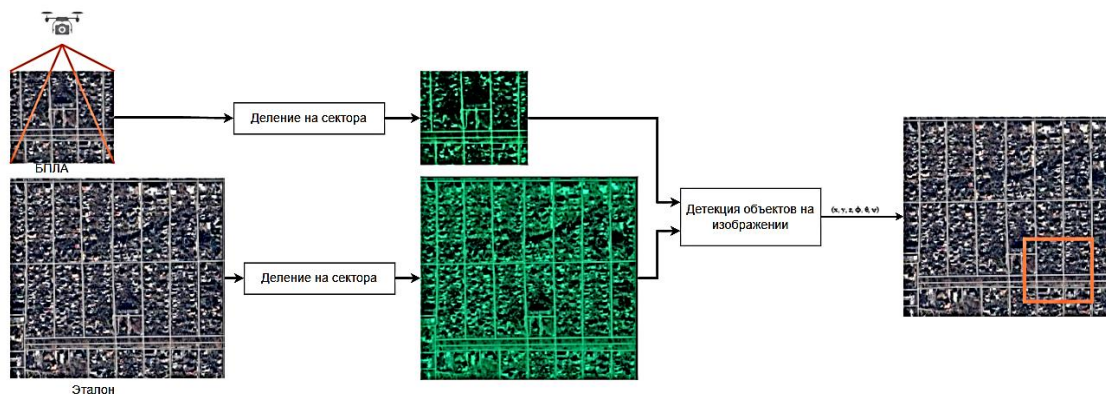 Деление на сектора
БПЛА
Детекция объектов на
изображении
(x, y, z, ϕ, θ, ψ)
Деление на сектора
Эталон